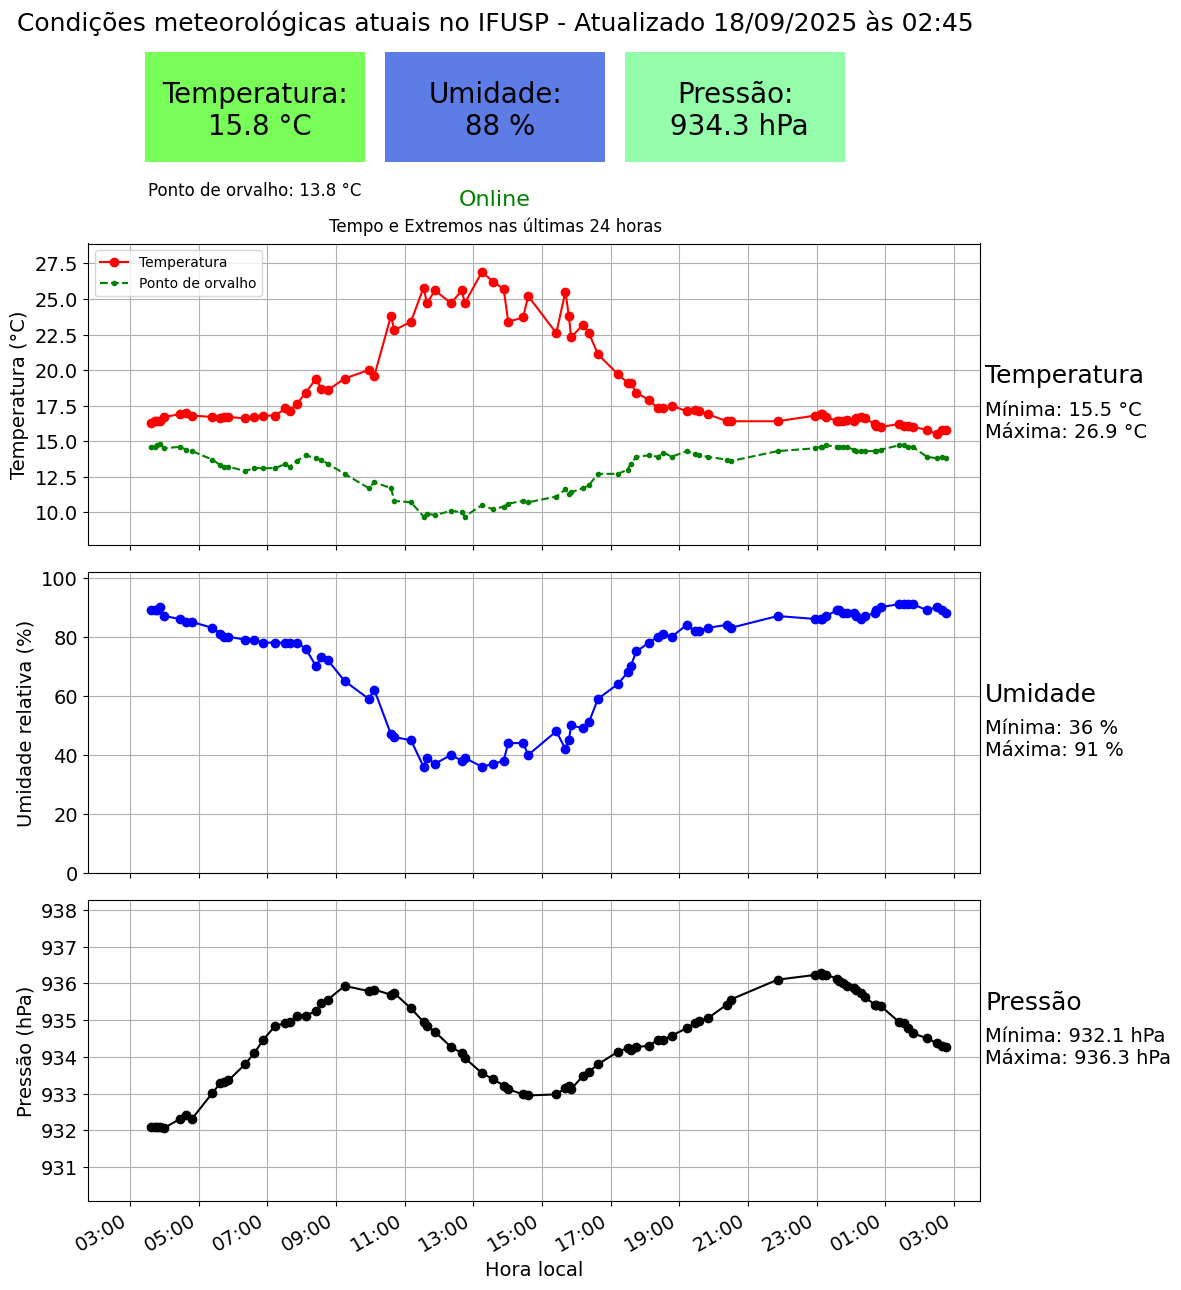 Condições meteorológicas atuais no IFUSP - Atualizado 18/09/2025 às 02:45
Temperatura:
15.8 °C
Umidade:
88 %
Pressão:
934.3 hPa
Ponto de orvalho: 13.8 °C
Online
Tempo e Extremos nas últimas 24 horas
Temperatura (°C)
27.5
25.0
22.5
20.0
17.5
15.0
12.5
10.0
Temperatura
Ponto de orvalho
Temperatura
Mínima: 15.5 °C
Máxima: 26.9 °C
Umidade relativa (%)
100
80
60
40
20
0
Umidade
Mínima: 36 %
Máxima: 91 %
Pressão (hPa)
938
937
936
935
934
933
932
931
Pressão
Mínima: 932.1 hPa
Máxima: 936.3 hPa
03:00 05:00 07:00 09:00 11:00 13:00 15:00 17:00 19:00 21:00 23:00 01:00 03:00
Hora local